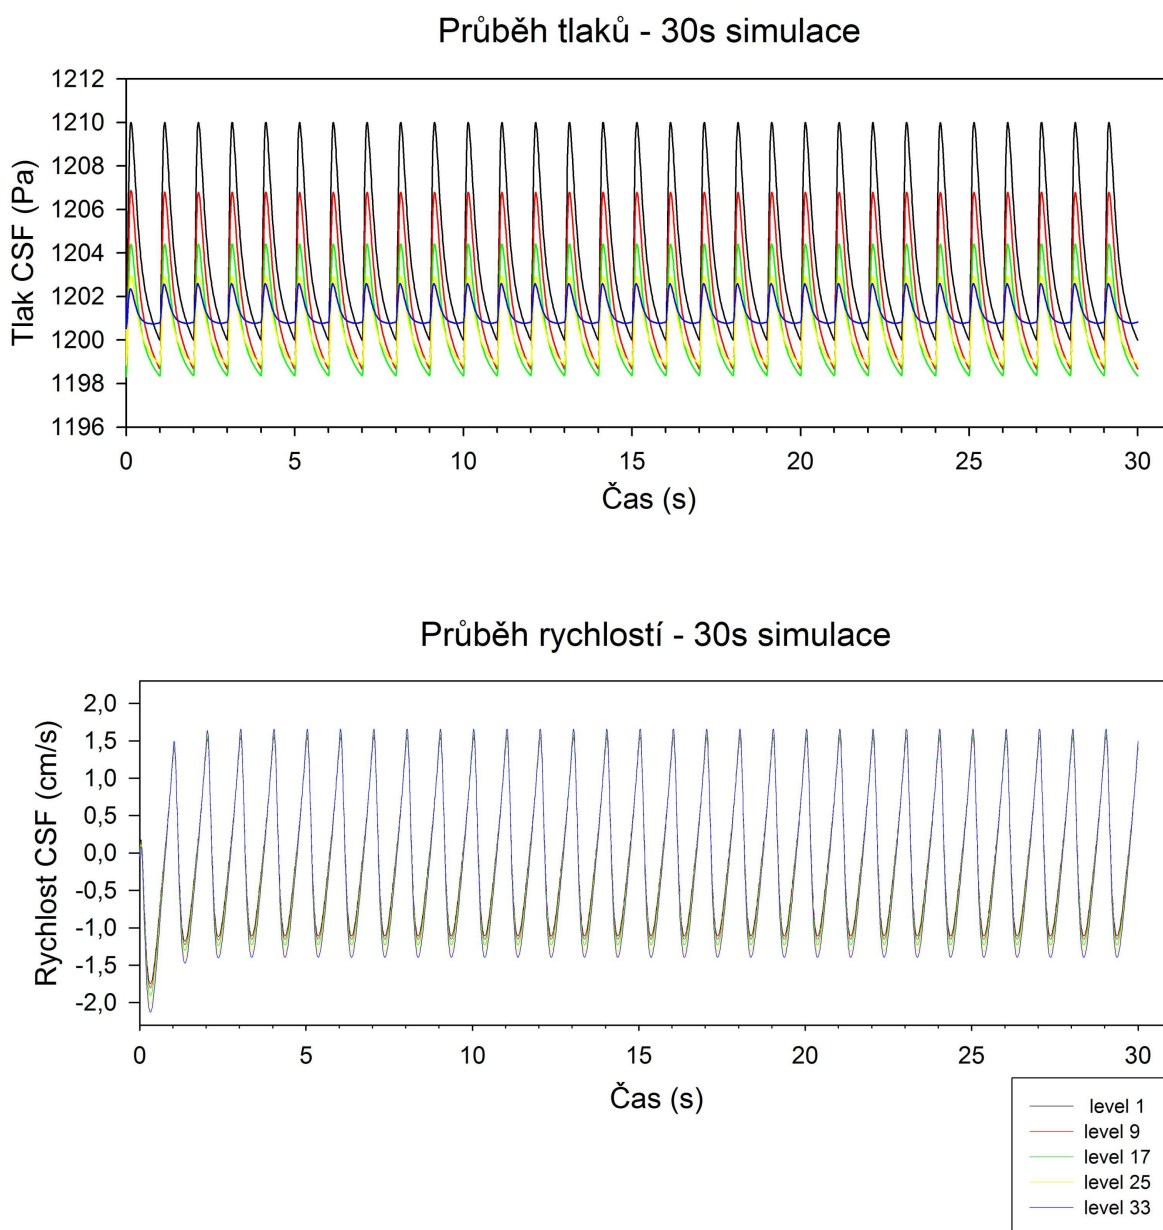 Průběh tlaků - 30s simulace
Tlak CSF (Pa)
1212
1210
1208
1206
1204
1202
1200
1198
1196
0 5 10 15 20 25 30
Čas (s)
Průběh rychlostí - 30s simulace
Rychlost CSF (cm/s)
2,0
1,5
1,0
0,5
0,0
-0,5
-1,0
-1,5
-2,0
0 5 10 15 20 25 30
Čas (s)
level 1
level 9
level 17
level 25
level 33